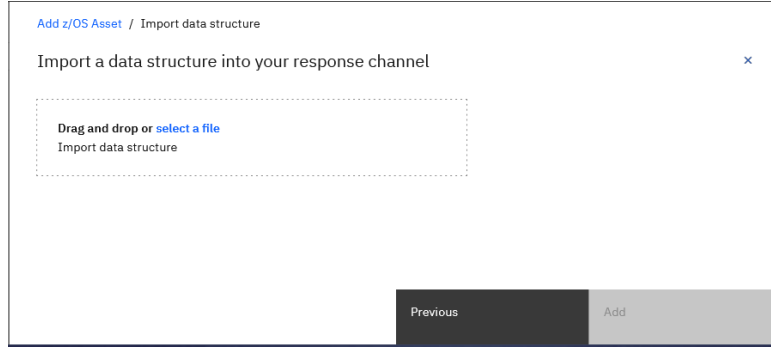 Add z/OS Asset / Import data structure
Import a data structure into your response channel
Drag and drop or select a file
Import data structure
Previous
Add